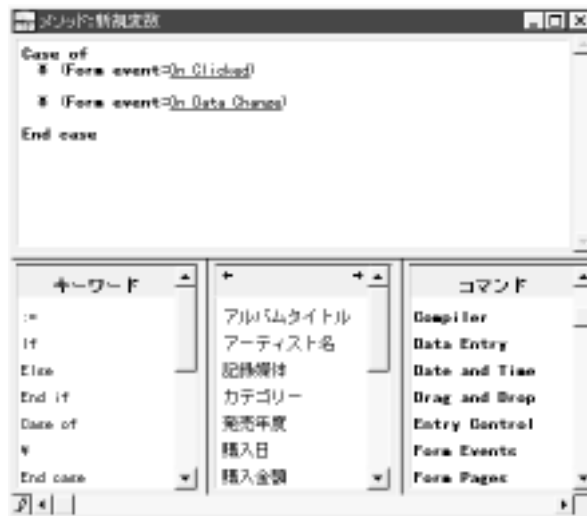 メソッド:新規変数
Case of
¥ (Form event=On Clicked)
¥ (Form event=On Data Change)
End case
キーワード
:=
If
Else
End if
Case of
¥
End case
← →
アルバムタイトル
アーティスト名
記録媒体
カテゴリー
発売年度
購入日
購入金額
コマンド
Compiler
Data Entry
Date and Time
Drag and Drop
Entry Control
Form Events
Form Pages